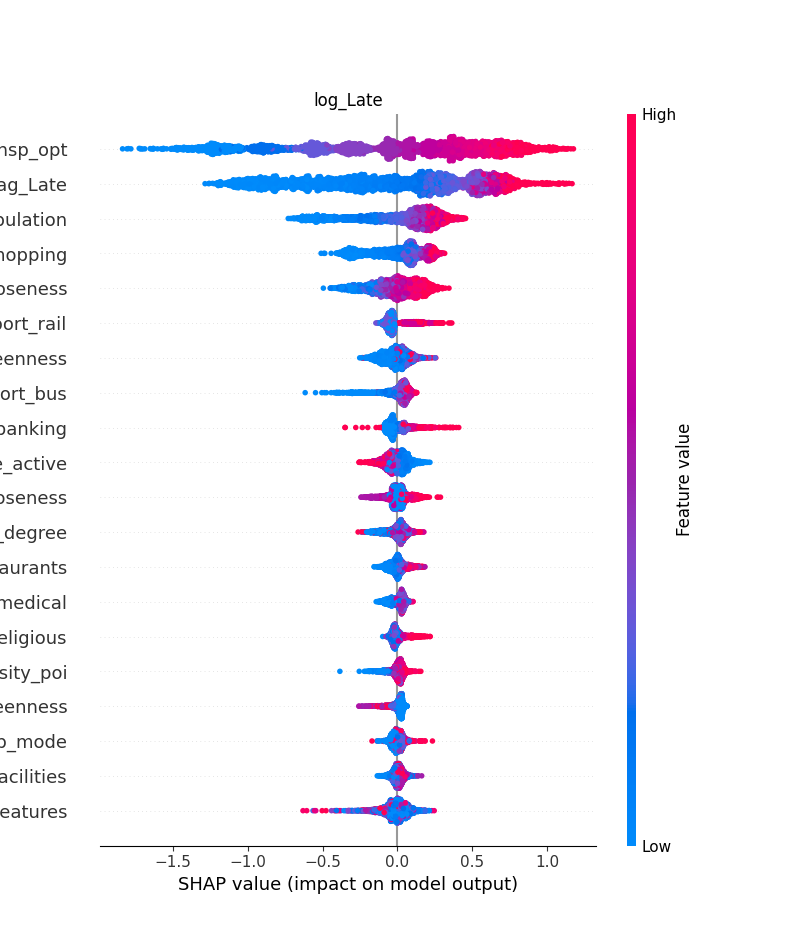 log_Late
High
nsp_opt
ag_Late
pulation
hopping
oseness
ort_rail
eenness
ort_bus
banking
e_active
oseness
_degree
aurants
medical
eligious
sity_poi
eenness
p_mode
acilities
eatures
Feature value
Low
−1.5 −1.0 −0.5 0.0 0.5 1.0
SHAP value (impact on model output)